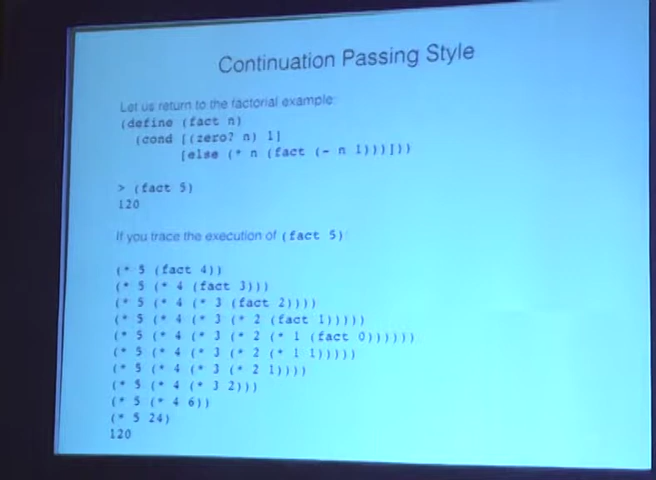 Continuation Passing Style
Let us return to the factorial example:
(define (fact n)
(cond [(zero? n) 1]
[else (* n (fact (- n 1)))]))
> (fact 5)
120
If you trace the execution of (fact 5):
(* 5 (fact 4))
(* 5 (* 4 (fact 3)))
(* 5 (* 4 (* 3 (fact 2))))
(* 5 (* 4 (* 3 (* 2 (fact 1)))))
(* 5 (* 4 (* 3 (* 2 (* 1 (fact 0))))))
(* 5 (* 4 (* 3 (* 2 (* 1 1)))))
(* 5 (* 4 (* 3 (* 2 1))))
(* 5 (* 4 (* 3 2)))
(* 5 (* 4 6))
(* 5 24)
120